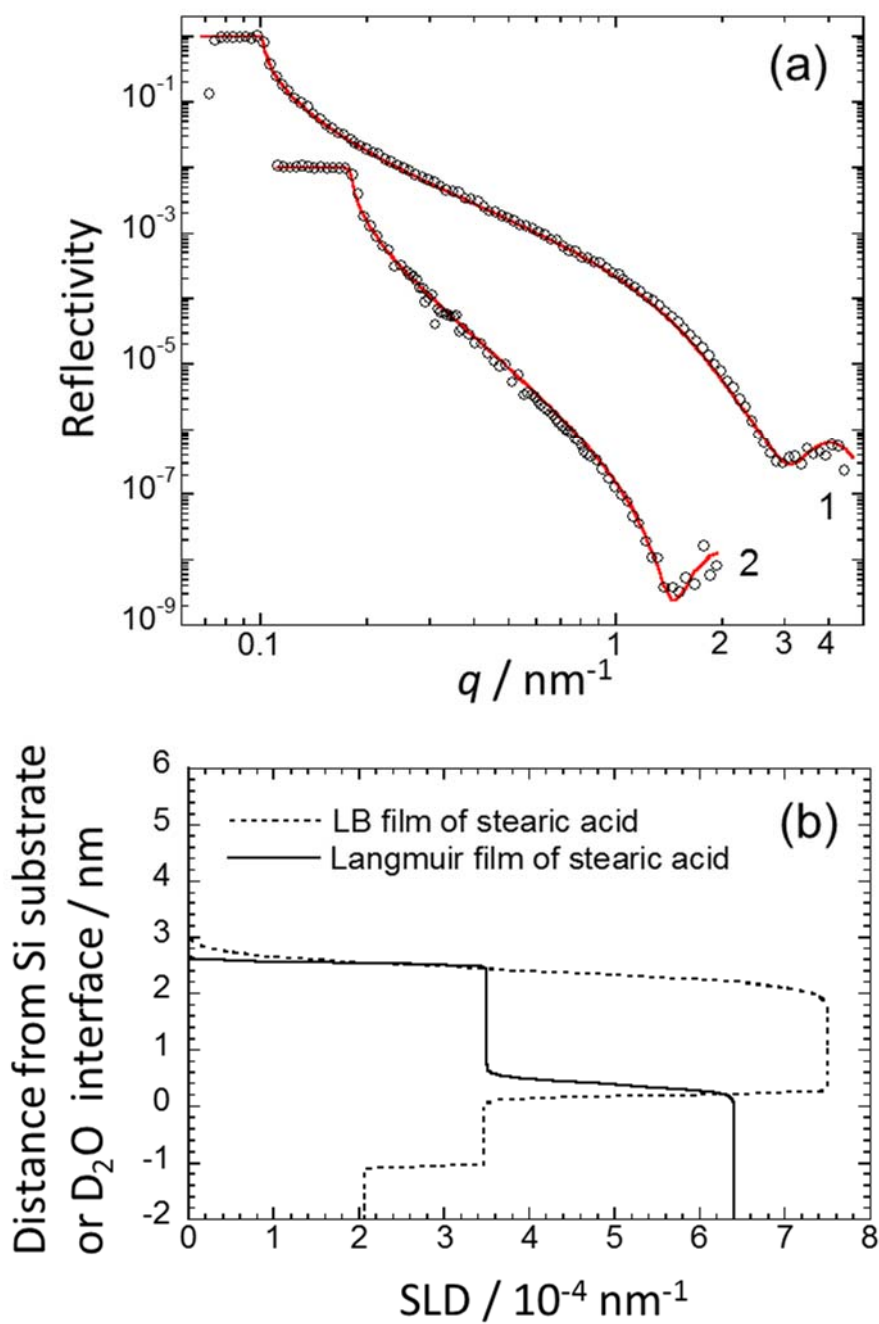 (a)
10⁻¹
10⁻³
10⁻⁵
10⁻⁷
10⁻⁹
Reflectivity
1
2
0.1 1 2 3 4
q / nm⁻¹
(b)
LB film of stearic acid
Langmuir film of stearic acid
6
5
4
3
2
1
0
-1
-2
Distance from Si substrate
or D₂O interface / nm
0 1 2 3 4 5 6 7 8
SLD / 10⁻⁴ nm⁻¹